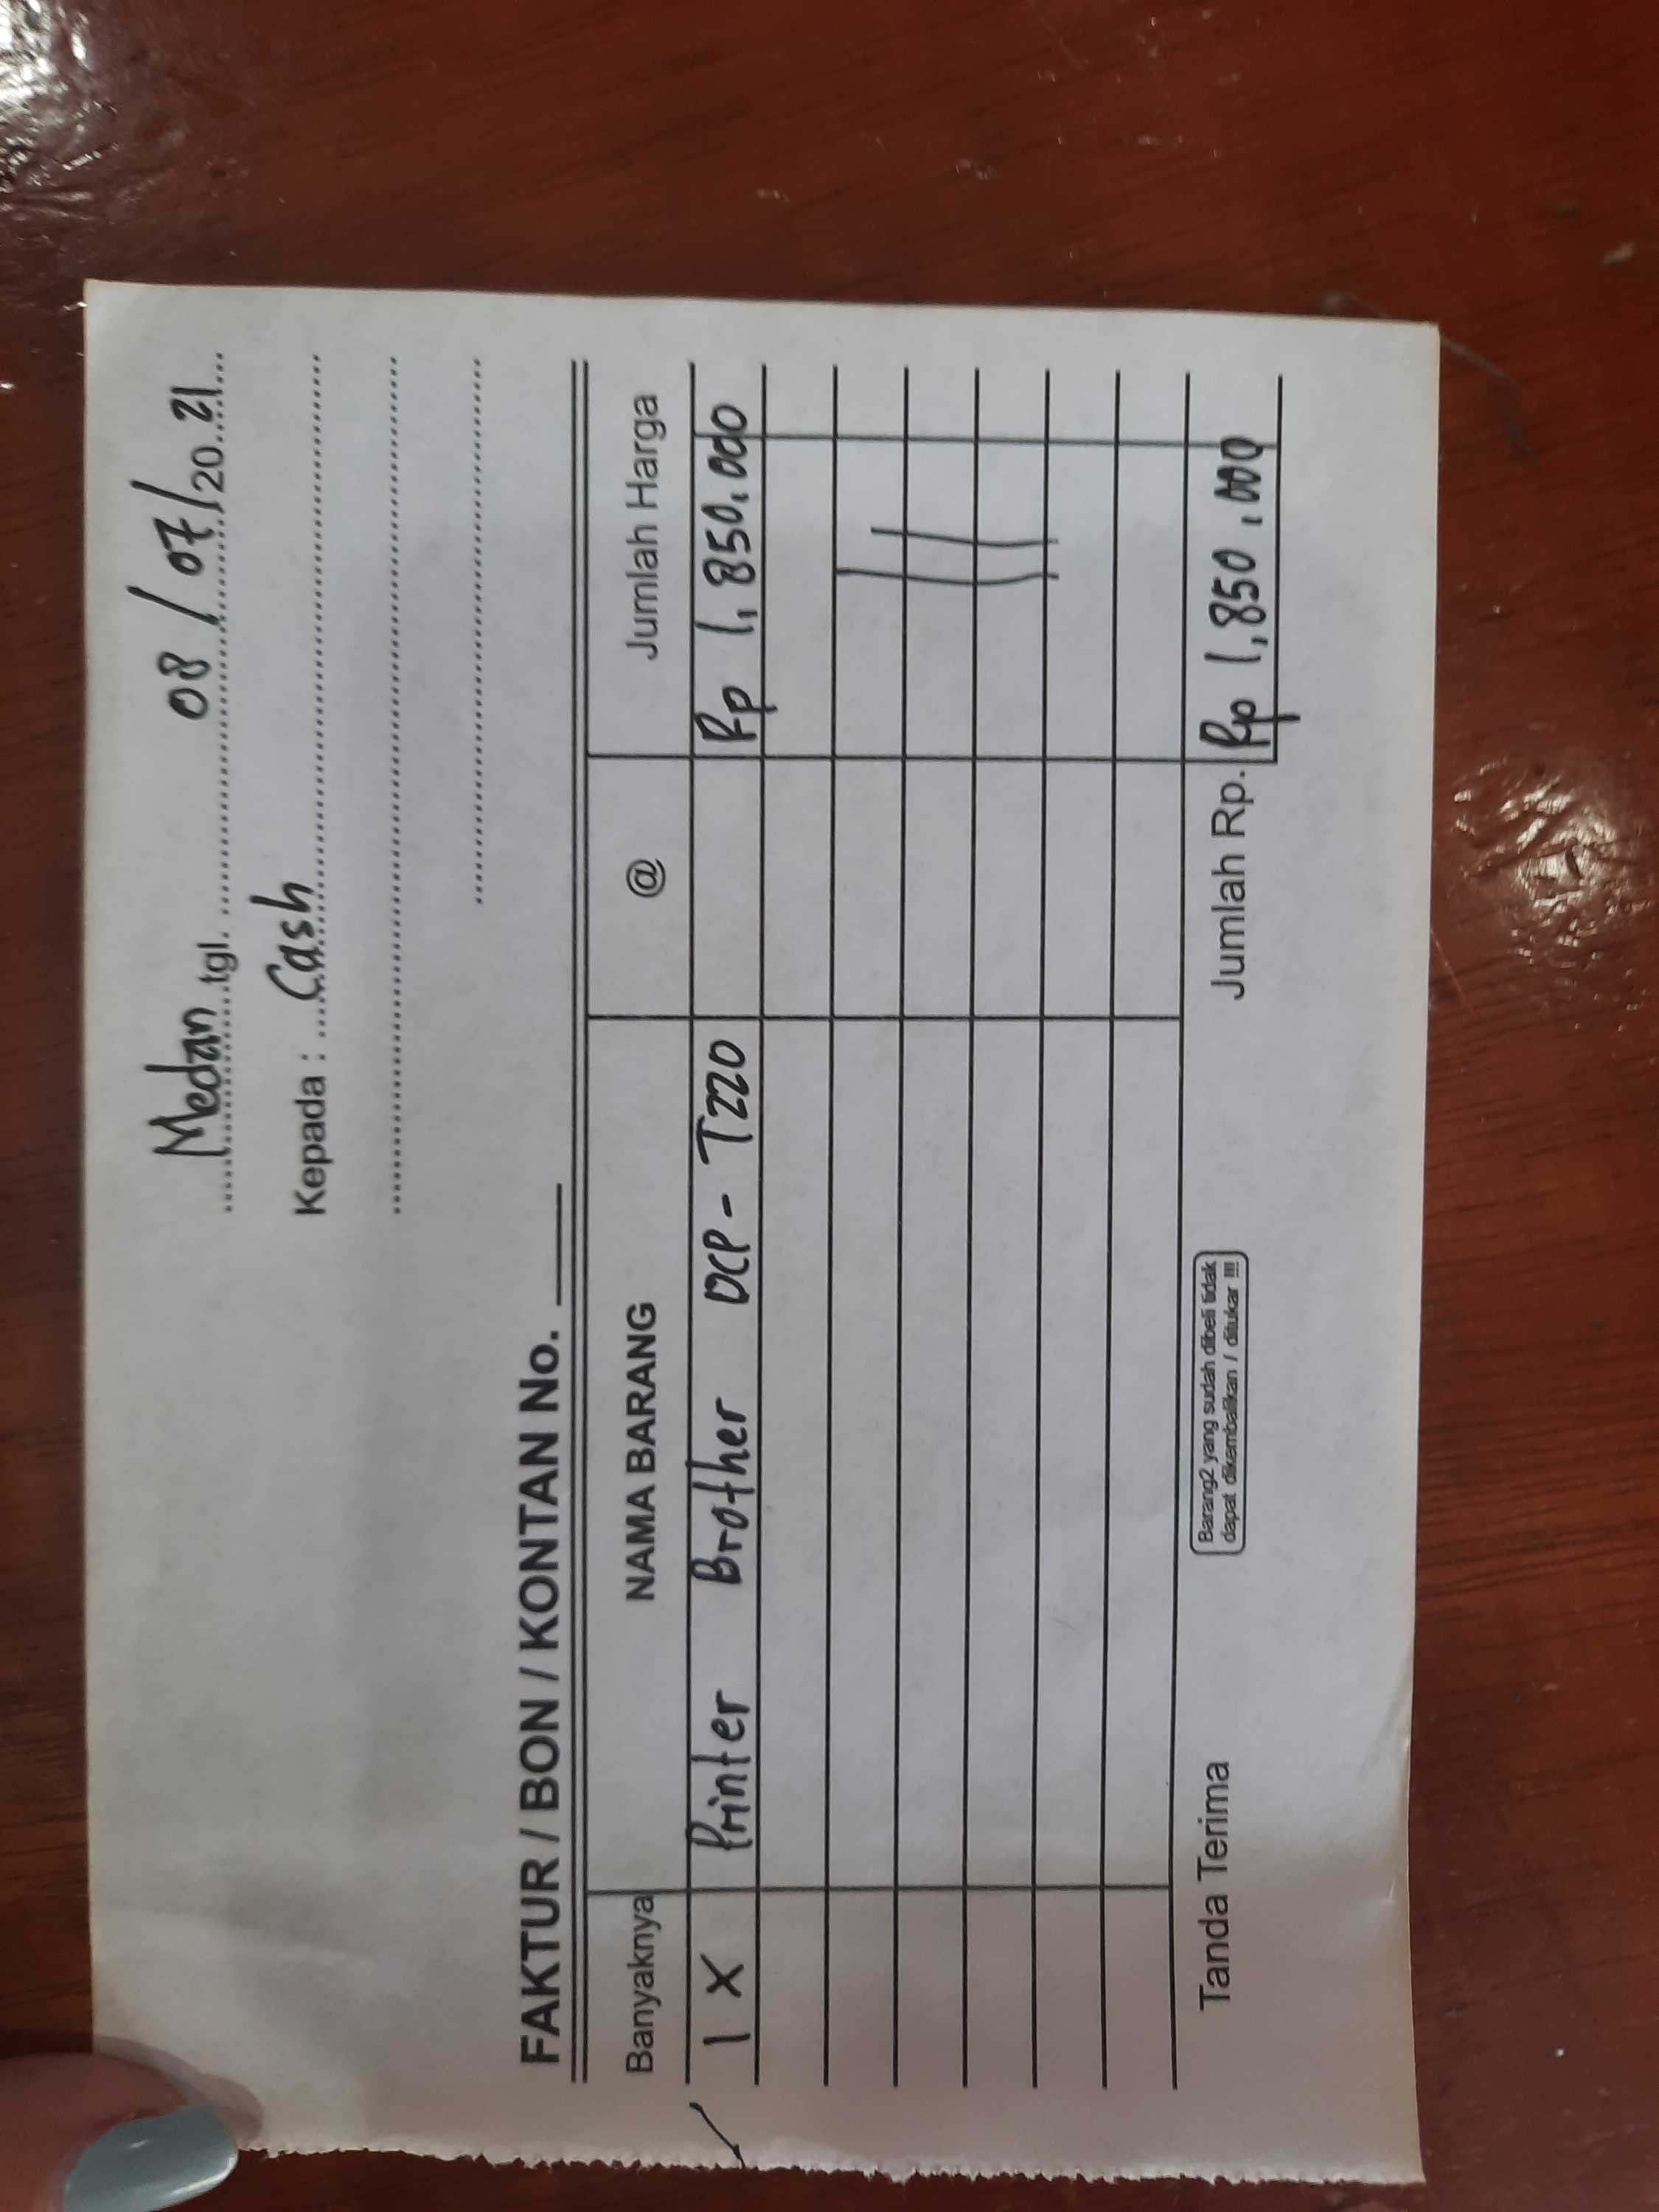 Medan tgl. 08 / 07 / 20 21
Kepada : Cash
FAKTUR / BON / KONTAN No.
Banyaknya NAMA BARANG @ Jumlah Harga
1 X Printer Brother DCP - T220 Rp 1,850.000
Tanda Terima Barang2 yang sudah dibeli tidak Jumlah Rp. Rp 1,850.000
dapat dikembalikan / ditukar !!!